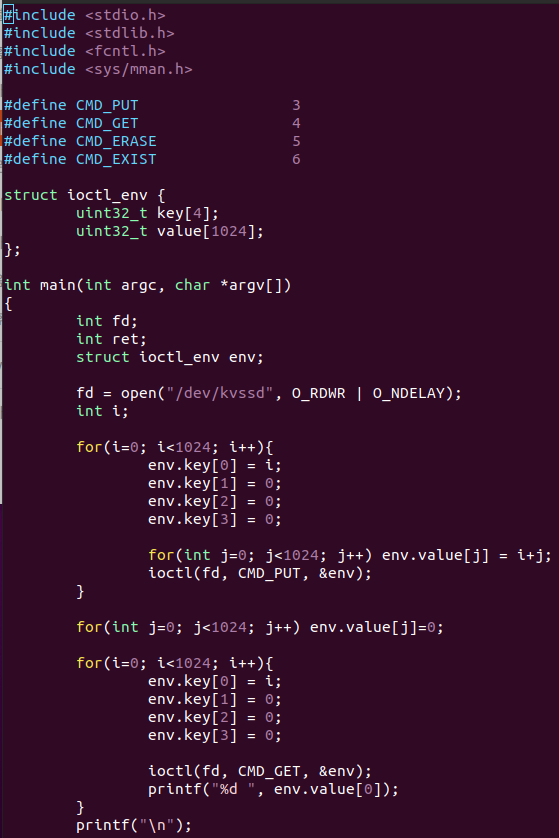 #include <stdio.h>
#include <stdlib.h>
#include <fcntl.h>
#include <sys/mman.h>

#define CMD_PUT                 3
#define CMD_GET                 4
#define CMD_ERASE               5
#define CMD_EXIST               6

struct ioctl_env {
        uint32_t key[4];
        uint32_t value[1024];
};

int main(int argc, char *argv[])
{
        int fd;
        int ret;
        struct ioctl_env env;

        fd = open("/dev/kvssd", O_RDWR | O_NDELAY);
        int i;

        for(i=0; i<1024; i++){
                env.key[0] = i;
                env.key[1] = 0;
                env.key[2] = 0;
                env.key[3] = 0;

                for(int j=0; j<1024; j++) env.value[j] = i+j;
                ioctl(fd, CMD_PUT, &env);
        }

        for(int j=0; j<1024; j++) env.value[j]=0;

        for(i=0; i<1024; i++){
                env.key[0] = i;
                env.key[1] = 0;
                env.key[2] = 0;
                env.key[3] = 0;

                ioctl(fd, CMD_GET, &env);
                printf("%d ", env.value[0]);
        }
        printf("\n");